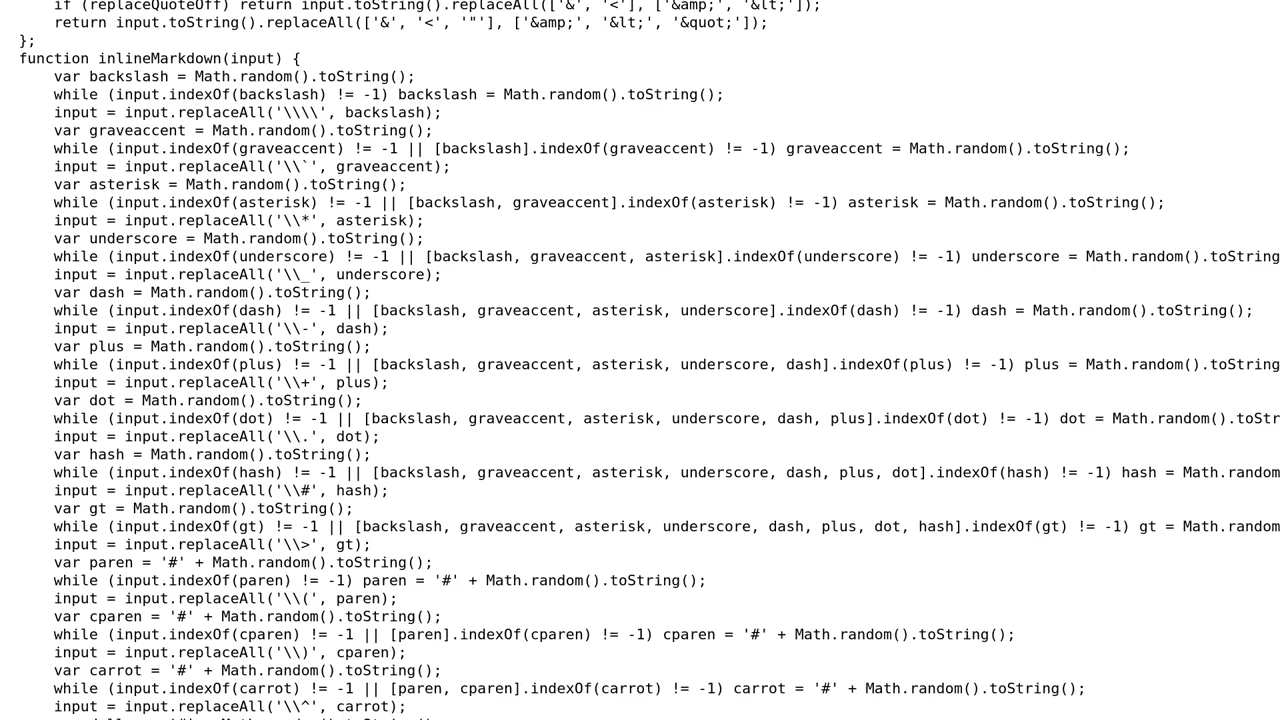 if (replaceQuoteOff) return input.toString().replaceAll(['&', '<'], ['&amp;', '&lt;']);
return input.toString().replaceAll(['&', '<', '"'], ['&amp;', '&lt;', '&quot;']);
};
function inlineMarkdown(input) {
var backslash = Math.random().toString();
while (input.indexOf(backslash) != -1) backslash = Math.random().toString();
input = input.replaceAll('\\\\', backslash);
var graveaccent = Math.random().toString();
while (input.indexOf(graveaccent) != -1 || [backslash].indexOf(graveaccent) != -1) graveaccent = Math.random().toString();
input = input.replaceAll('\\`', graveaccent);
var asterisk = Math.random().toString();
while (input.indexOf(asterisk) != -1 || [backslash, graveaccent].indexOf(asterisk) != -1) asterisk = Math.random().toString();
input = input.replaceAll('\\*', asterisk);
var underscore = Math.random().toString();
while (input.indexOf(underscore) != -1 || [backslash, graveaccent, asterisk].indexOf(underscore) != -1) underscore = Math.random().toString
input = input.replaceAll('\\_', underscore);
var dash = Math.random().toString();
while (input.indexOf(dash) != -1 || [backslash, graveaccent, asterisk, underscore].indexOf(dash) != -1) dash = Math.random().toString();
input = input.replaceAll('\\-', dash);
var plus = Math.random().toString();
while (input.indexOf(plus) != -1 || [backslash, graveaccent, asterisk, underscore, dash].indexOf(plus) != -1) plus = Math.random().toString
input = input.replaceAll('\\+', plus);
var dot = Math.random().toString();
while (input.indexOf(dot) != -1 || [backslash, graveaccent, asterisk, underscore, dash, plus].indexOf(dot) != -1) dot = Math.random().toStr
input = input.replaceAll('\\.', dot);
var hash = Math.random().toString();
while (input.indexOf(hash) != -1 || [backslash, graveaccent, asterisk, underscore, dash, plus, dot].indexOf(hash) != -1) hash = Math.random
input = input.replaceAll('\\#', hash);
var gt = Math.random().toString();
while (input.indexOf(gt) != -1 || [backslash, graveaccent, asterisk, underscore, dash, plus, dot, hash].indexOf(gt) != -1) gt = Math.random
input = input.replaceAll('\\>', gt);
var paren = '#' + Math.random().toString();
while (input.indexOf(paren) != -1) paren = '#' + Math.random().toString();
input = input.replaceAll('\\(', paren);
var cparen = '#' + Math.random().toString();
while (input.indexOf(cparen) != -1 || [paren].indexOf(cparen) != -1) cparen = '#' + Math.random().toString();
input = input.replaceAll('\\)', cparen);
var carrot = '#' + Math.random().toString();
while (input.indexOf(carrot) != -1 || [paren, cparen].indexOf(carrot) != -1) carrot = '#' + Math.random().toString();
input = input.replaceAll('\\^', carrot);